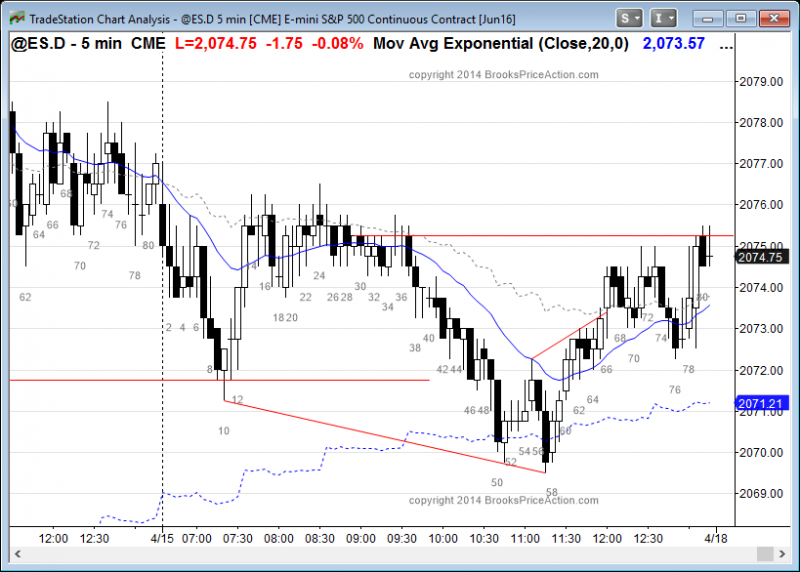 TradeStation Chart Analysis - @ES.D 5 min [CME] E-mini S&P 500 Continuous Contract [Jun16]
S I
@ES.D - 5 min CME L=2,074.75 -1.75 -0.08% Mov Avg Exponential (Close,20,0) 2,073.57 ...
copyright 2014 BrooksPriceAction.com
2079.00
2078.00
2077.00
2076.00
2075.00
2074.75
2074.00
2073.00
2072.00
2071.21
2070.00
2069.00
62 64 66 68 70 72 74 76 78 80
2 4 6 8 10 12 14 16 18 20 22 24 26 28 30 32 34 36 38 40 42 44 46 48 50 52 54 56 58 60 62 64 66 68 70 72 74 76 78 80
copyright 2014 BrooksPriceAction.com
12:00 12:30 4/15 07:00 07:30 08:00 08:30 09:00 09:30 10:00 10:30 11:00 11:30 12:00 12:30 4/18